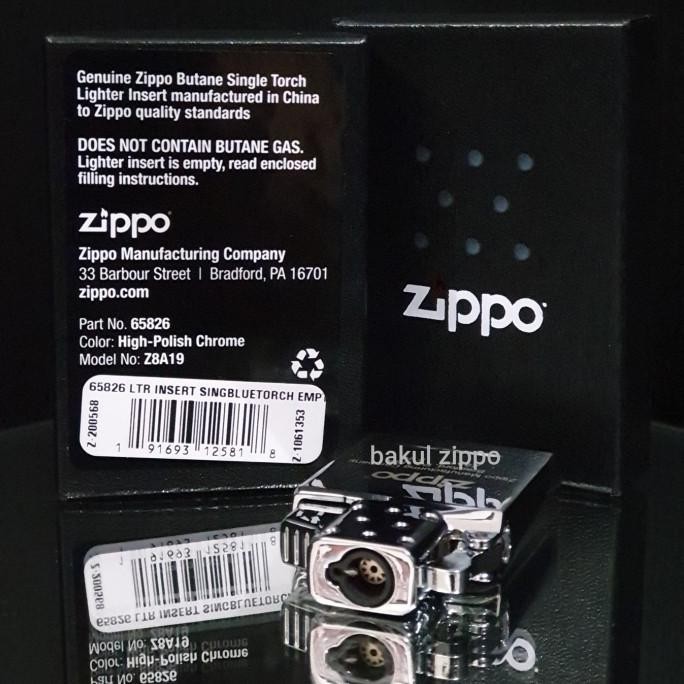 Genuine Zippo Butane Single Torch
Lighter Insert manufactured in China
to Zippo quality standards
DOES NOT CONTAIN BUTANE GAS.
Lighter insert is empty, read enclosed
filling instructions.
zippo
Zippo Manufacturing Company
33 Barbour Street | Bradford, PA 16701
zippo.com
Part No. 65826
Color: High-Polish Chrome
Model No: Z8A19
65826 LTR INSERT SINGBLUETORCH EMP
Z-200568
1 91693 12581 8
Z-1061353
zippo
bakul zippo